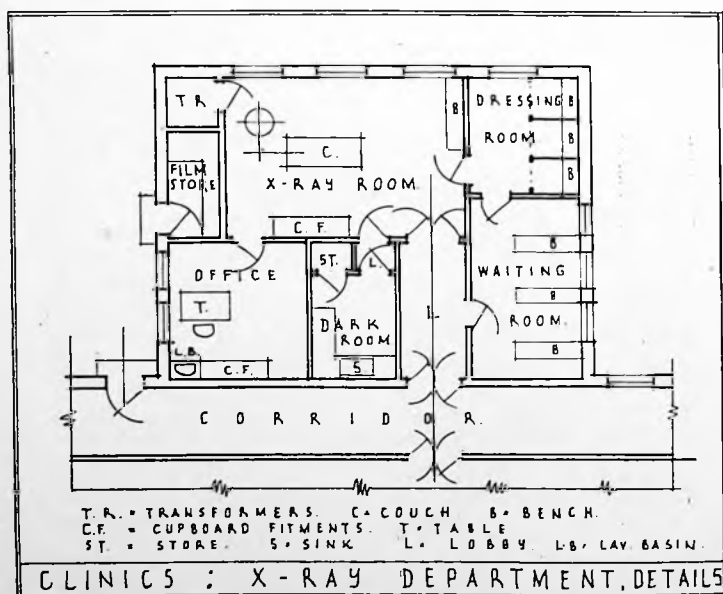 T.R.
B
DRESSING
ROOM
B
B
B
C.
FILM
STORE
X-RAY ROOM
C.F.
OFFICE
ST.
L.
WAITING
ROOM.
B
B
B
T.
DARK
ROOM
L
L.B.
C.F.
S
CORRIDOR.
T.R. = TRANSFORMERS. C= COUCH B= BENCH.
C.F. = CUPBOARD FITMENTS. T= TABLE
ST. = STORE. S= SINK L= LOBBY. L.B= LAV. BASIN.
CLINICS : X-RAY DEPARTMENT, DETAILS